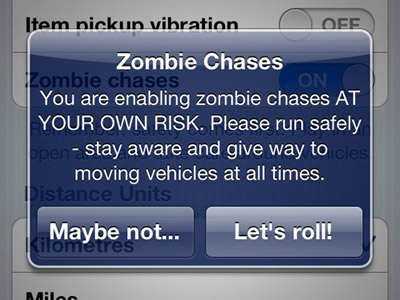 Item pickup vibration OFF
Zombie chases ON
Zombie Chases
You are enabling zombie chases AT
YOUR OWN RISK. Please run safely
- stay aware and give way to
moving vehicles at all times.
Distance Units
Maybe not...
Let's roll!
Kilometres
Miles